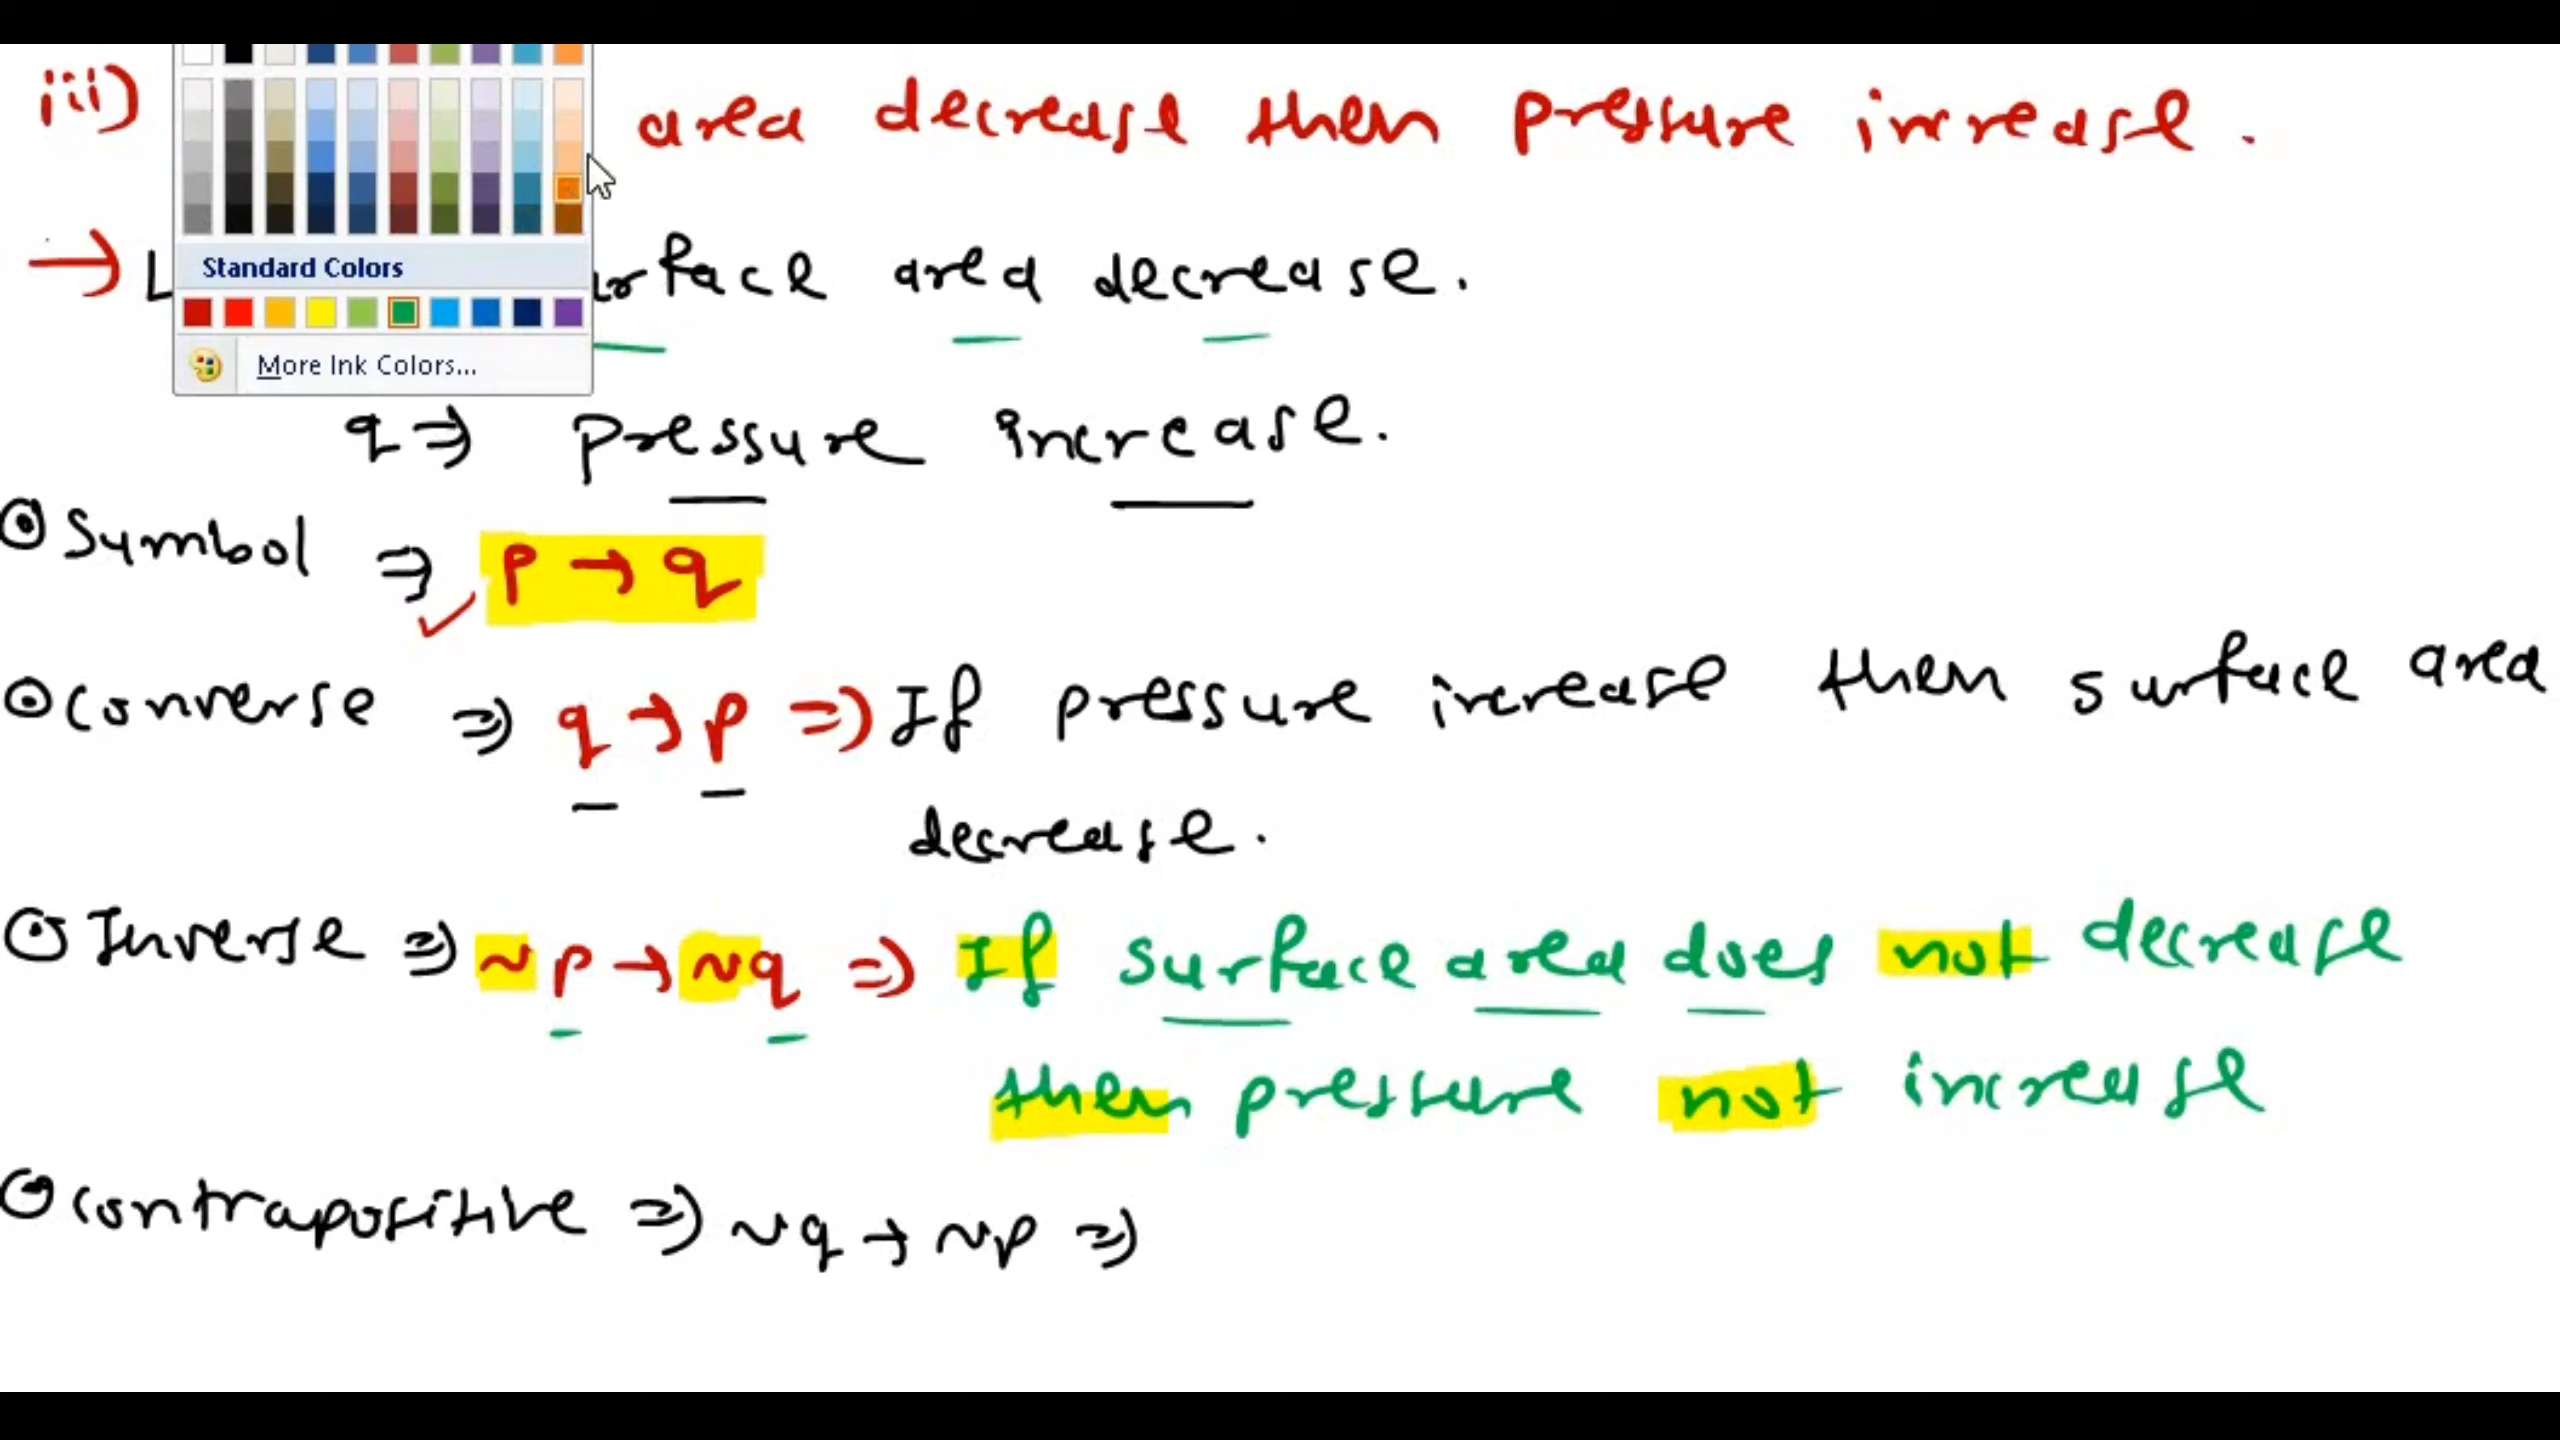 iii) area decrease then pressure increase.
Standard Colors
→ L urface area decrease.
More Ink Colors...
q ⇒ pressure increase.
⊙ Symbol ⇒ p → q
⊙ Converse ⇒ q → p ⇒ If pressure increase then surface area
decrease.
⊙ Inverse ⇒ ~p → ~q ⇒ If surface area does not decrease
then pressure not increase
⊙ Contrapositive ⇒ ~q → ~p ⇒